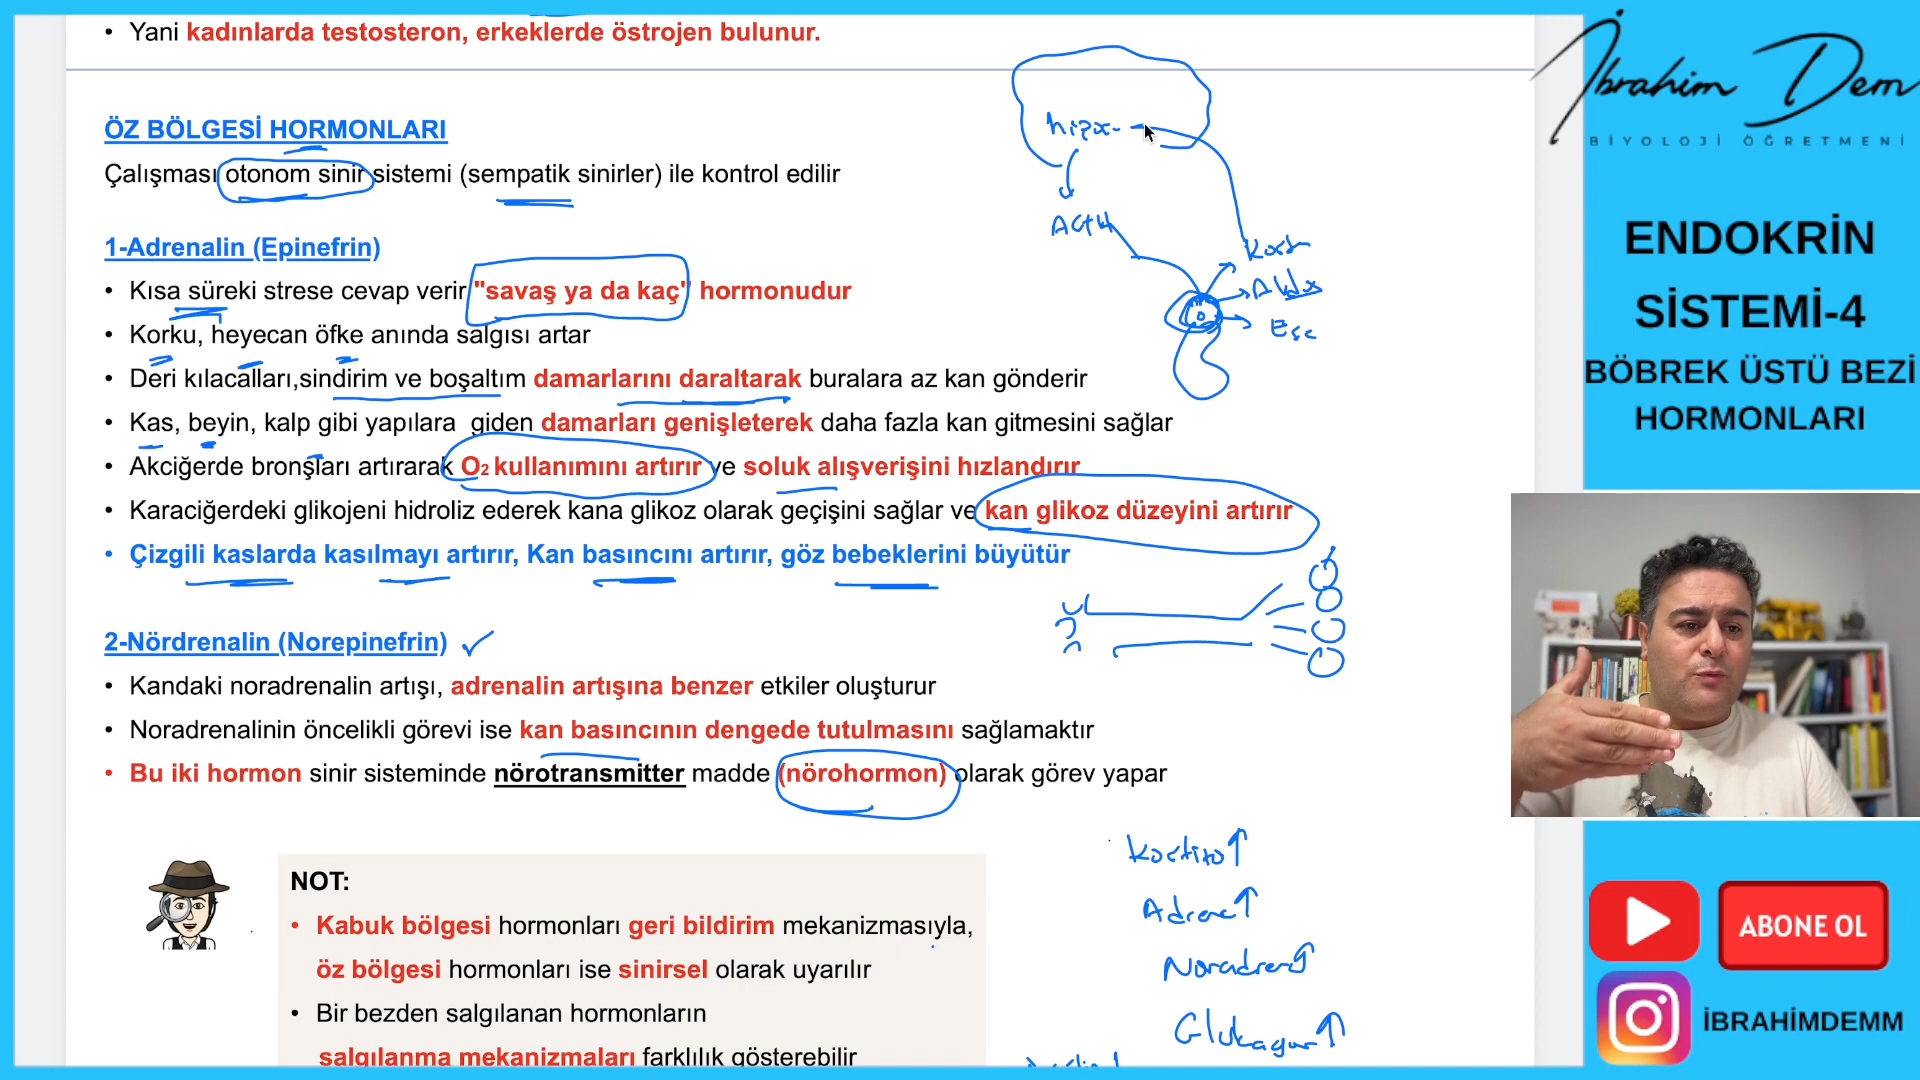 • Yani kadınlarda testosteron, erkeklerde östrojen bulunur.
ÖZ BÖLGESİ HORMONLARI
Çalışması otonom sinir sistemi (sempatik sinirler) ile kontrol edilir
1-Adrenalin (Epinefrin)
• Kısa süreki strese cevap verir "savaş ya da kaç" hormonudur
• Korku, heyecan öfke anında salgısı artar
• Deri kılacalları,sindirim ve boşaltım damarlarını daraltarak buralara az kan gönderir
• Kas, beyin, kalp gibi yapılara giden damarları genişleterek daha fazla kan gitmesini sağlar
• Akciğerde bronşları artırarak O2 kullanımını artırır ve soluk alışverişini hızlandırır
• Karaciğerdeki glikojeni hidroliz ederek kana glikoz olarak geçişini sağlar ve kan glikoz düzeyini artırır
• Çizgili kaslarda kasılmayı artırır, Kan basıncını artırır, göz bebeklerini büyütür
2-Nördrenalin (Norepinefrin)
• Kandaki noradrenalin artışı, adrenalin artışına benzer etkiler oluşturur
• Noradrenalinin öncelikli görevi ise kan basıncının dengede tutulmasını sağlamaktır
• Bu iki hormon sinir sisteminde nörotransmitter madde (nörohormon) olarak görev yapar
NOT:
• Kabuk bölgesi hormonları geri bildirim mekanizmasıyla,
öz bölgesi hormonları ise sinirsel olarak uyarılır
• Bir bezden salgılanan hormonların
salgılanma mekanizmaları farklılık gösterebilir
ACTH
Kort
Aldos
Eşe
Adren
Noradren
Glukagon
İbrahim Dem
BİYOLOJİ ÖĞRETMENİ
ENDOKRİN
SİSTEMİ-4
BÖBREK ÜSTÜ BEZİ
HORMONLARI
ABONE OL
İBRAHİMDEMM